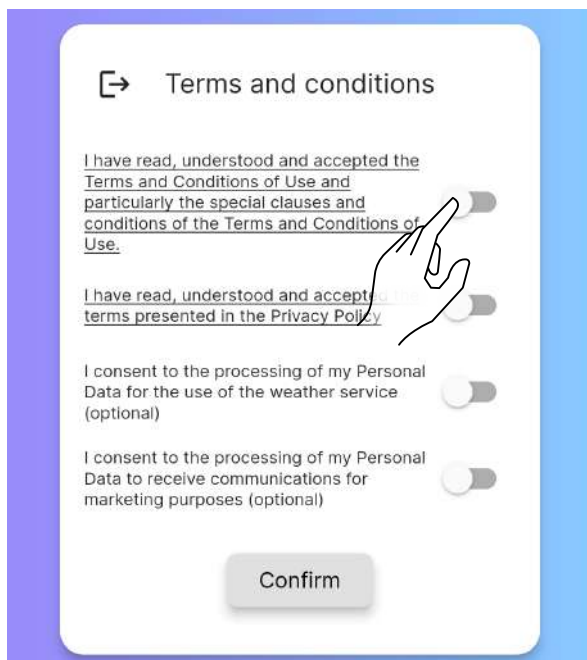 Terms and conditions
I have read, understood and accepted the
Terms and Conditions of Use and
particularly the special clauses and
conditions of the Terms and Conditions of
Use.
I have read, understood and accepted the
terms presented in the Privacy Policy
I consent to the processing of my Personal
Data for the use of the weather service
(optional)
I consent to the processing of my Personal
Data to receive communications for
marketing purposes (optional)
Confirm